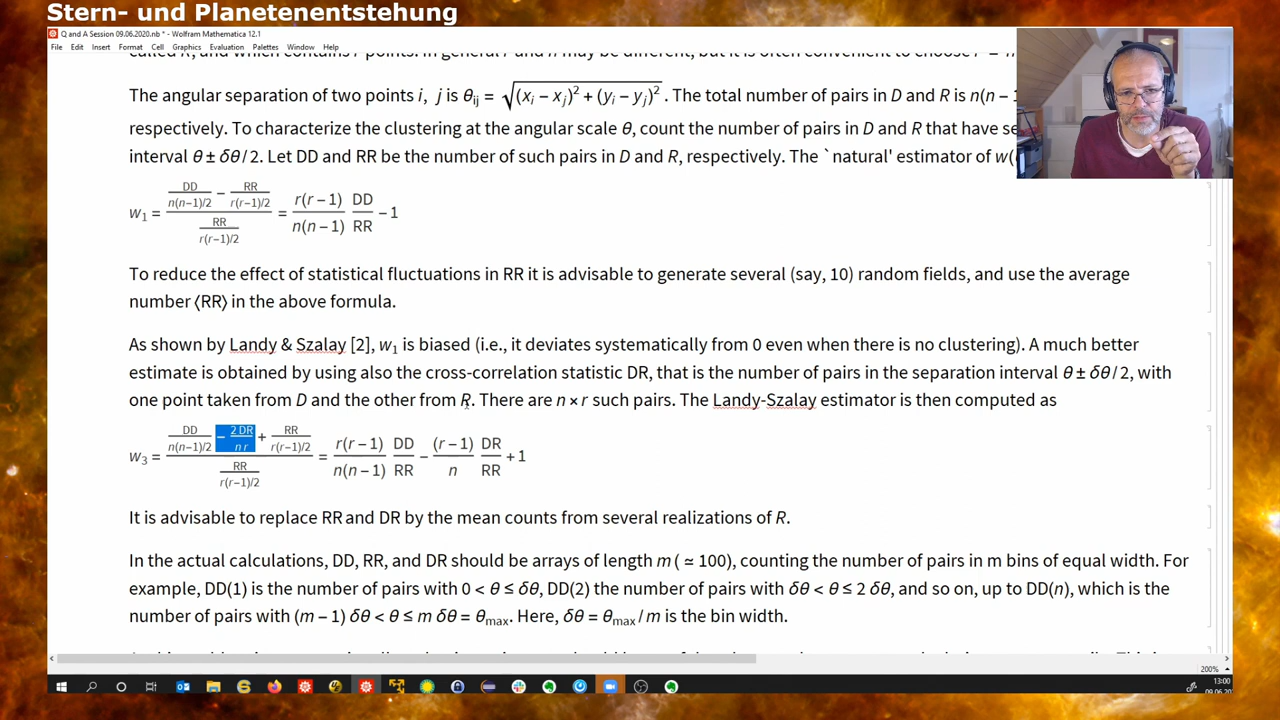 Stern- und Planetenentstehung
Q and A Session 09.06.2020.nb * - Wolfram Mathematica 12.1
File Edit Insert Format Cell Graphics Evaluation Palettes Window Help
The angular separation of two points i, j is θij = √((xi − xj)² + (yi − yj)²). The total number of pairs in D and R is n(n − 1
respectively. To characterize the clustering at the angular scale θ, count the number of pairs in D and R that have se
interval θ ± δθ/2. Let DD and RR be the number of such pairs in D and R, respectively. The `natural' estimator of w(
w1 = (DD/(n(n−1)/2) − RR/(r(r−1)/2)) / (RR/(r(r−1)/2)) = r(r − 1)/n(n − 1) DD/RR − 1
To reduce the effect of statistical fluctuations in RR it is advisable to generate several (say, 10) random fields, and use the average
number ⟨RR⟩ in the above formula.
As shown by Landy & Szalay [2], w1 is biased (i.e., it deviates systematically from 0 even when there is no clustering). A much better
estimate is obtained by using also the cross-correlation statistic DR, that is the number of pairs in the separation interval θ ± δθ/2, with
one point taken from D and the other from R. There are n × r such pairs. The Landy-Szalay estimator is then computed as
w3 = (DD/(n(n−1)/2) − 2 DR/(n r) + RR/(r(r−1)/2)) / (RR/(r(r−1)/2)) = r(r − 1)/n(n − 1) DD/RR − (r − 1)/n DR/RR + 1
It is advisable to replace RR and DR by the mean counts from several realizations of R.
In the actual calculations, DD, RR, and DR should be arrays of length m ( ≃ 100), counting the number of pairs in m bins of equal width. For
example, DD(1) is the number of pairs with 0 < θ ≤ δθ, DD(2) the number of pairs with δθ < θ ≤ 2 δθ, and so on, up to DD(n), which is the
number of pairs with (m − 1) δθ < θ ≤ m δθ = θmax. Here, δθ = θmax/m is the bin width.
200%
13:00
09.06.20